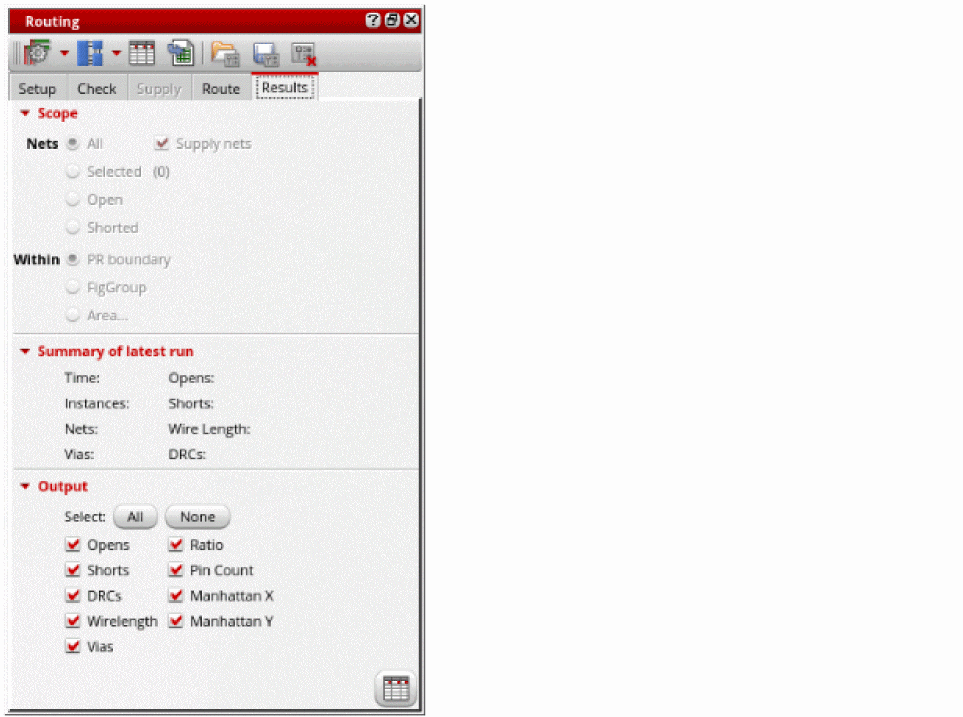 Routing
Setup Check Supply Route Results
Scope
Nets All Supply nets
Selected (0)
Open
Shorted
Within PR boundary
FigGroup
Area...
Summary of latest run
Time: Opens:
Instances: Shorts:
Nets: Wire Length:
Vias: DRCs:
Output
Select: All None
Opens Ratio
Shorts Pin Count
DRCs Manhattan X
Wirelength Manhattan Y
Vias